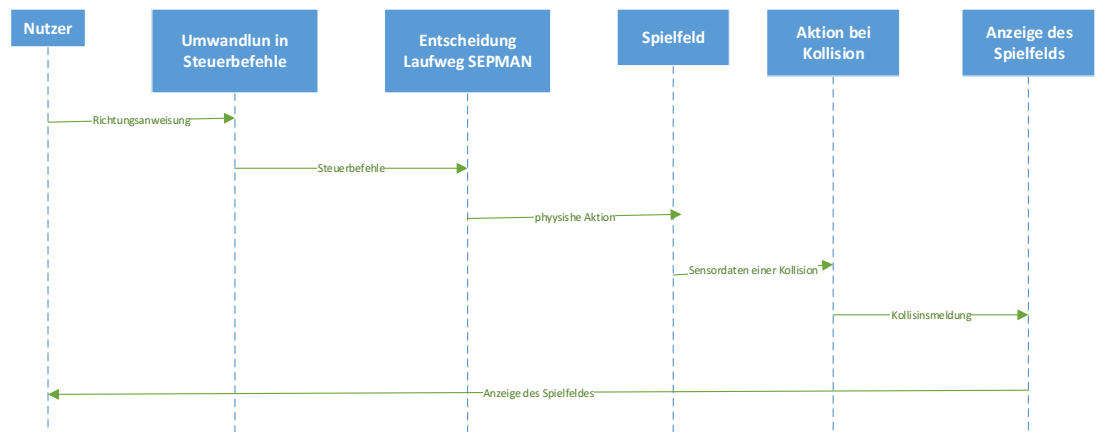 Nutzer
Umwandlun in
Steuerbefehle
Entscheidung
Laufweg SEPMAN
Spielfeld
Aktion bei
Kollision
Anzeige des
Spielfelds
Richtungsanweisung
Steuerbefehle
phyysishe Aktion
Sensordaten einer Kollision
Kollisinsmeldung
Anzeige des Spielfeldes